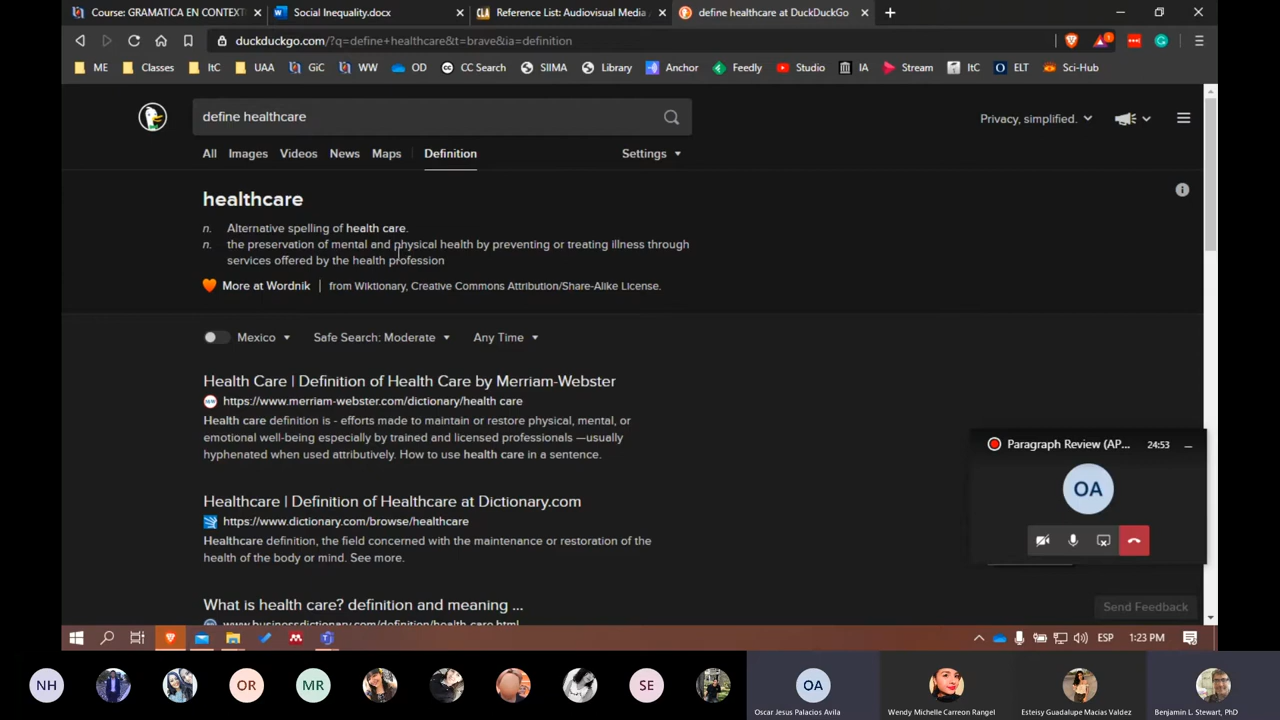 Course: GRAMATICA EN CONTEXT
Social Inequality.docx
Reference List: Audiovisual Media
define healthcare at DuckDuckGo
duckduckgo.com/?q=define+healthcare&t=brave&ia=definition
1
ME
Classes
ItC
UAA
GiC
WW
OD
CC Search
SIIMA
Library
Anchor
Feedly
Studio
IA
Stream
ItC
ELT
Sci-Hub
define healthcare
Privacy, simplified.
All Images Videos News Maps Definition Settings
healthcare
n. Alternative spelling of health care.
n. the preservation of mental and physical health by preventing or treating illness through
services offered by the health profession
More at Wordnik | from Wiktionary, Creative Commons Attribution/Share-Alike License.
Mexico Safe Search: Moderate Any Time
Health Care | Definition of Health Care by Merriam-Webster
https://www.merriam-webster.com/dictionary/health care
Health care definition is - efforts made to maintain or restore physical, mental, or
emotional well-being especially by trained and licensed professionals —usually
hyphenated when used attributively. How to use health care in a sentence.
Paragraph Review (AP... 24:53
OA
Healthcare | Definition of Healthcare at Dictionary.com
https://www.dictionary.com/browse/healthcare
Healthcare definition, the field concerned with the maintenance or restoration of the
health of the body or mind. See more.
What is health care? definition and meaning ...
www.businessdictionary.com/definition/health-care.html
Send Feedback
ESP 1:23 PM
NH
OR
MR
SE
OA
Oscar Jesus Palacios Avila
Wendy Michelle Carreon Rangel
Esteisy Guadalupe Macias Valdez
Benjamin L. Stewart, PhD